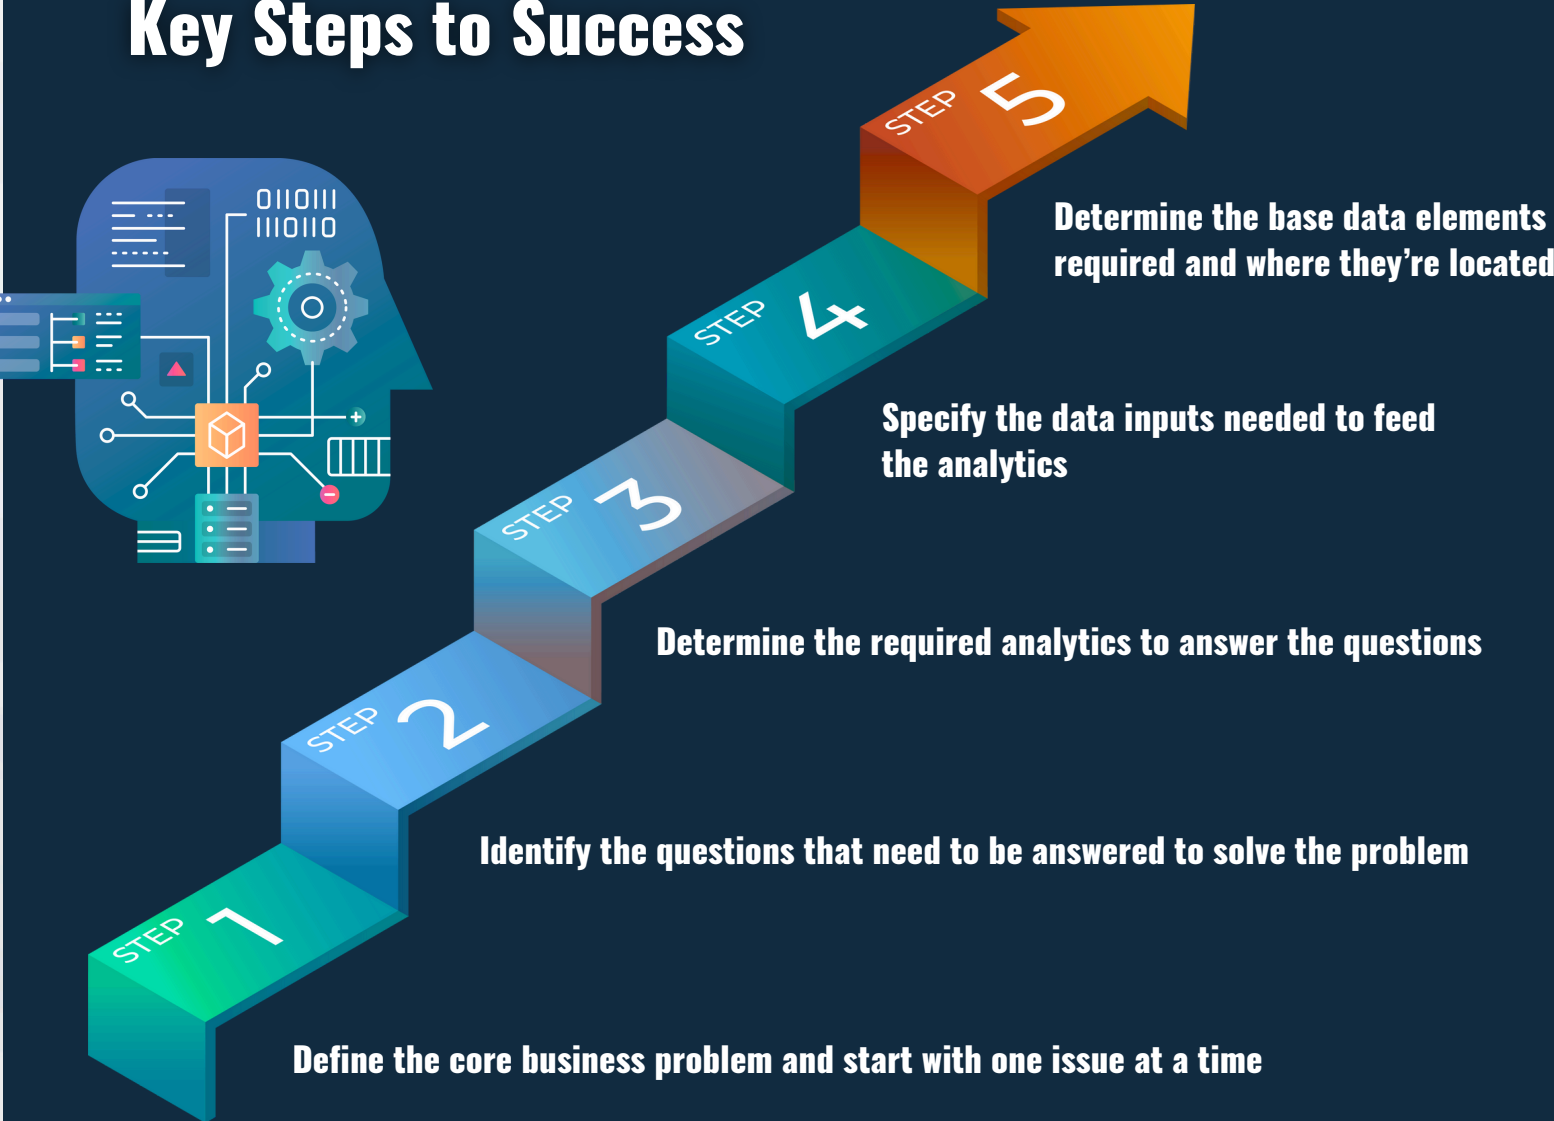 Key Steps to Success
011011
111011
STEP 5
Determine the base data elements
required and where they're located
STEP 4
Specify the data inputs needed to feed
the analytics
STEP 3
Determine the required analytics to answer the questions
STEP 2
Identify the questions that need to be answered to solve the problem
STEP 1
Define the core business problem and start with one issue at a time